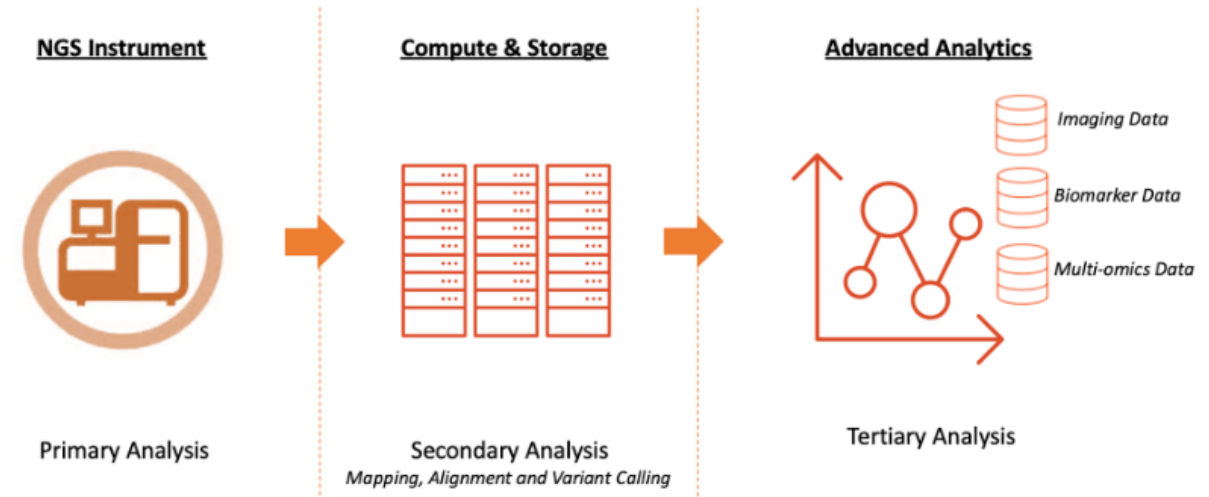 NGS Instrument
Compute & Storage
Advanced Analytics
Imaging Data
Biomarker Data
Multi-omics Data
Primary Analysis
Secondary Analysis
Mapping, Alignment and Variant Calling
Tertiary Analysis